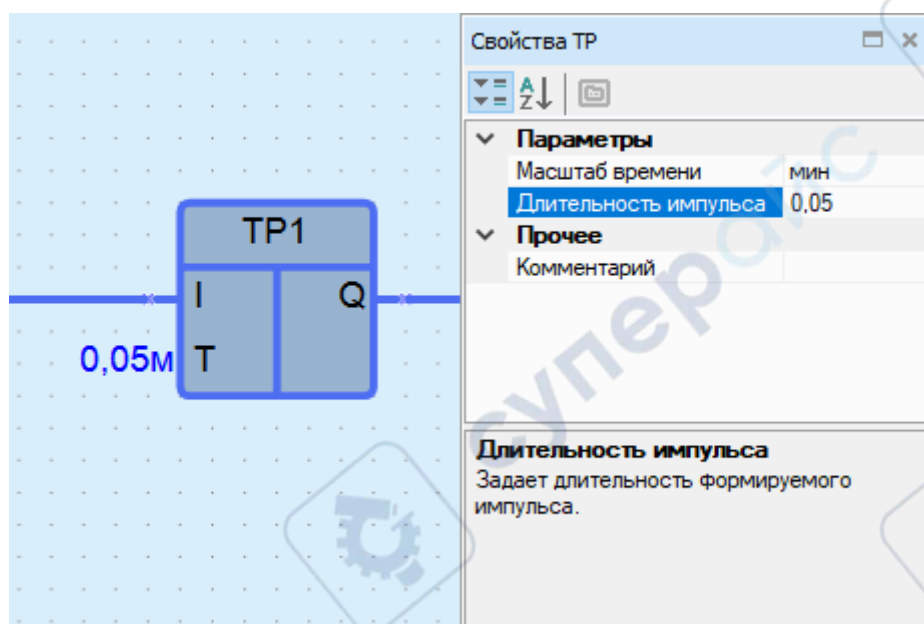 Свойства TP
Параметры
Масштаб времени мин
Длительность импульса 0,05
Прочее
Комментарий
TP1
I Q
0,05м T
Длительность импульса
Задает длительность формируемого
импульса.
суперайс